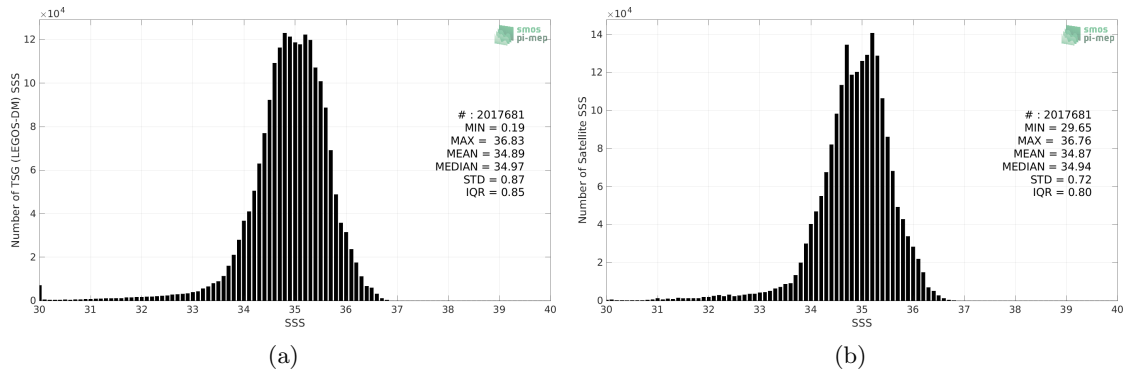 ×10⁴
smos
pi-mep
12
10
8
6
4
2
0
Number of TSG (LEGOS-DM) SSS
# : 2017681
MIN = 0.19
MAX = 36.83
MEAN = 34.89
MEDIAN = 34.97
STD = 0.87
IQR = 0.85
30 31 32 33 34 35 36 37 38 39 40
SSS
(a)
×10⁴
smos
pi-mep
14
12
10
8
6
4
2
0
Number of Satellite SSS
# : 2017681
MIN = 29.65
MAX = 36.76
MEAN = 34.87
MEDIAN = 34.94
STD = 0.72
IQR = 0.80
30 31 32 33 34 35 36 37 38 39 40
SSS
(b)